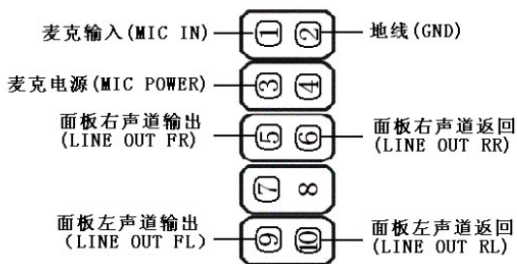 麦克输入(MIC IN) 1 2 地线(GND)
麦克电源(MIC POWER) 3 4
面板右声道输出
(LINE OUT FR)
5 6
面板右声道返回
(LINE OUT RR)
7 8
面板左声道输出
(LINE OUT FL)
9 10
面板左声道返回
(LINE OUT RL)